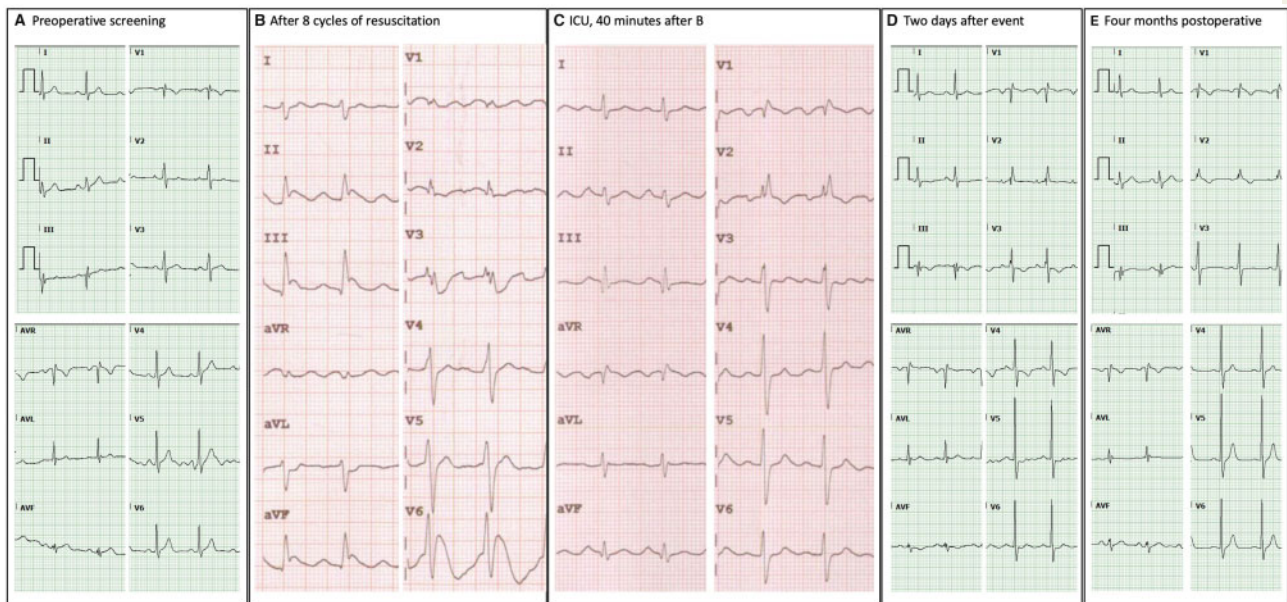 A Preoperative screening
I
V1
II
V2
III
V3
AVR
V4
AVL
V5
AVF
V6
B After 8 cycles of resuscitation
I
V1
II
V2
III
V3
aVR
V4
aVL
V5
aVF
V6
C ICU, 40 minutes after B
I
V1
II
V2
III
V3
aVR
V4
aVL
V5
aVF
V6
D Two days after event
I
V1
II
V2
III
V3
AVR
V4
AVL
V5
AVF
V6
E Four months postoperative
I
V1
II
V2
III
V3
AVR
V4
AVL
V5
AVF
V6